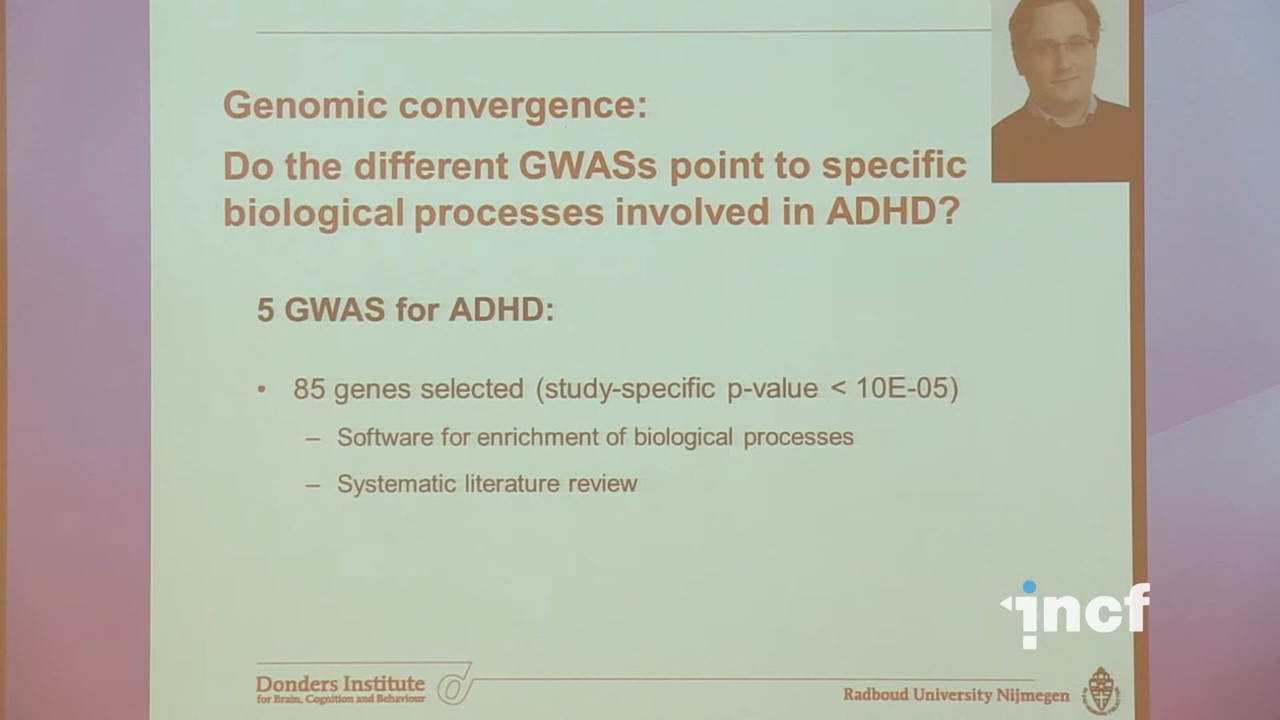 Genomic convergence:
Do the different GWASs point to specific
biological processes involved in ADHD?
5 GWAS for ADHD:
• 85 genes selected (study-specific p-value < 10E-05)
– Software for enrichment of biological processes
– Systematic literature review
incf
Donders Institute
for Brain, Cognition and Behaviour
Radboud University Nijmegen